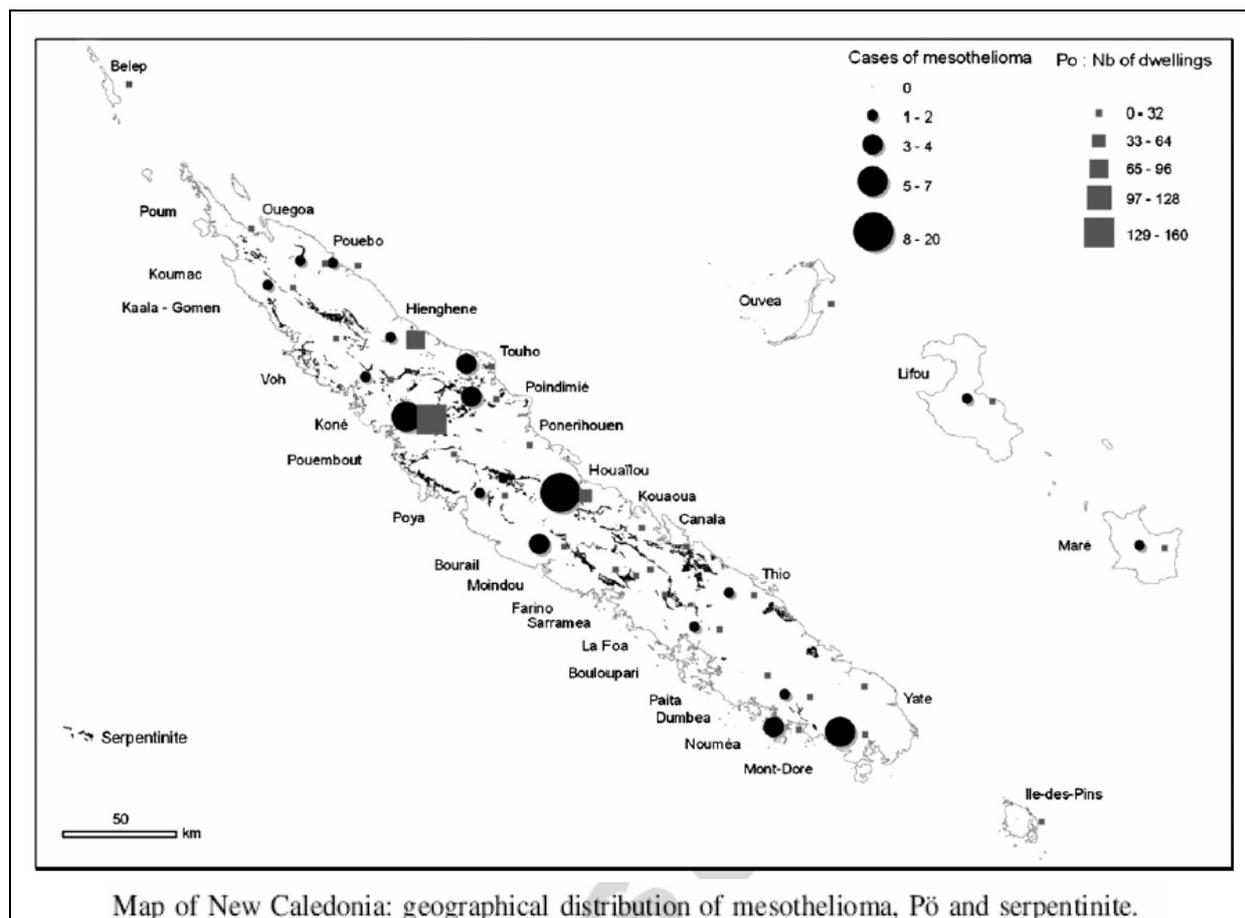 Cases of mesothelioma
0
1 - 2
3 - 4
5 - 7
8 - 20
Po : Nb of dwellings
0 - 32
33 - 64
65 - 96
97 - 128
129 - 160
Belep
Poum
Ouegoa
Pouebo
Koumac
Kaala - Gomen
Hienghene
Ouvea
Touho
Voh
Poindimié
Lifou
Koné
Ponerihouen
Pouembout
Houaïlou
Kouaoua
Poya
Canala
Maré
Bourail
Moindou
Thio
Farino
Sarramea
La Foa
Bouloupari
Paita
Yate
Dumbea
Nouméa
Mont-Dore
Serpentinite
Ile-des-Pins
50
km
Map of New Caledonia: geographical distribution of mesothelioma, Pö and serpentinite.